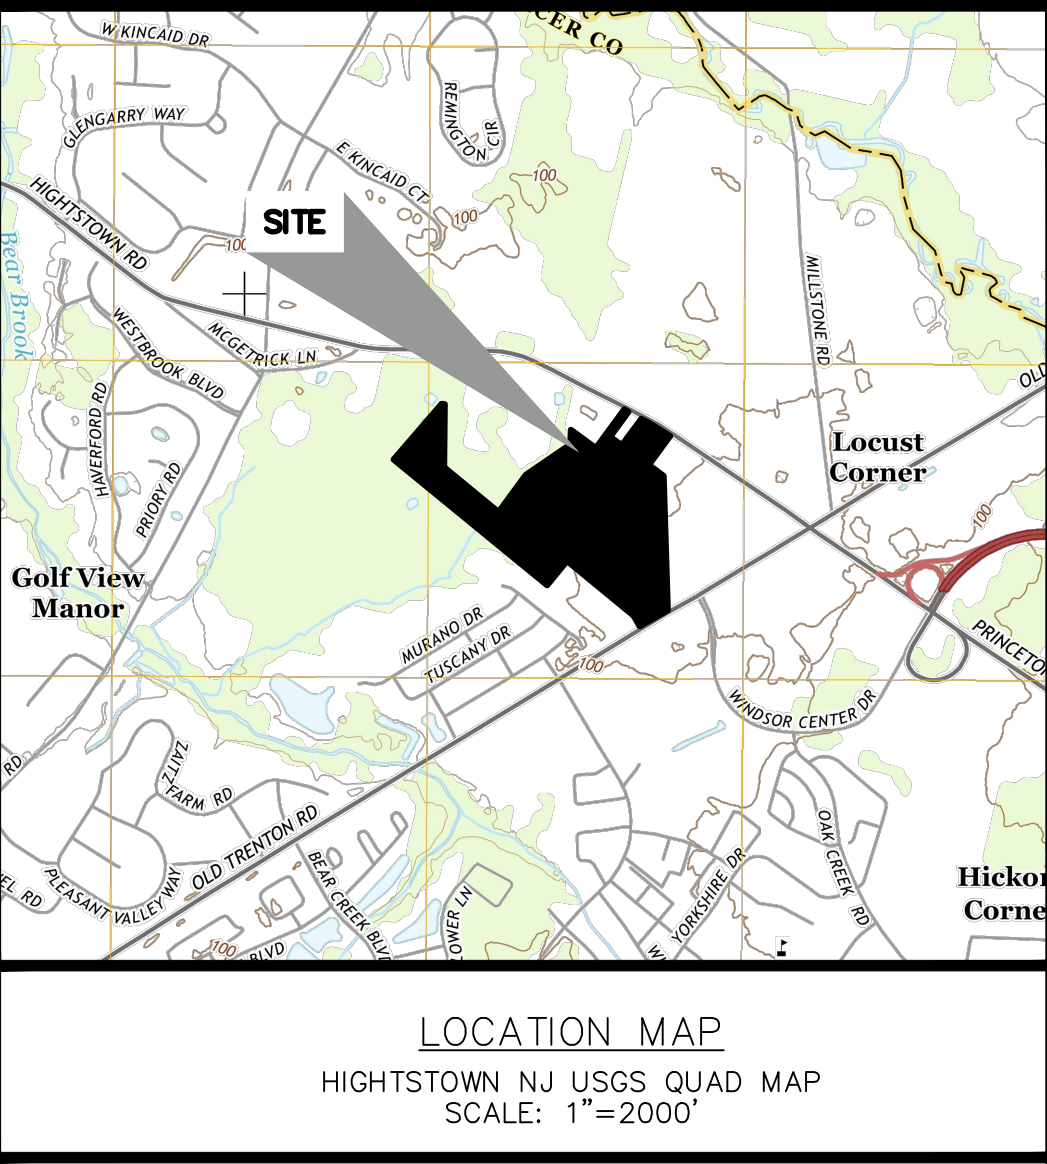 W KINCAID DR
CER CO
REMINGTON CIR
GLENGARRY WAY
E KINCAID CT
HIGHTSTOWN RD
100
100
SITE
100
Bear Brook
MILLSTONE RD
WESTBROOK BLVD
MCGETRICK LN
OLD
HAVERFORD RD
PRIORY RD
Locust
Corner
100
Golf View
Manor
MURANO DR
TUSCANY DR
100
PRINCETO
WINDSOR CENTER DR
RD
ZAITZ FARM RD
OLD TRENTON RD
OAK CREEK RD
EL RD
PLEASANT VALLEY WAY
BEAR CREEK BLVD
LOWER LN
YORKSHIRE DR
Hickor
Corne
100
BLVD
W
LOCATION MAP
HIGHTSTOWN NJ USGS QUAD MAP
SCALE: 1”=2000’